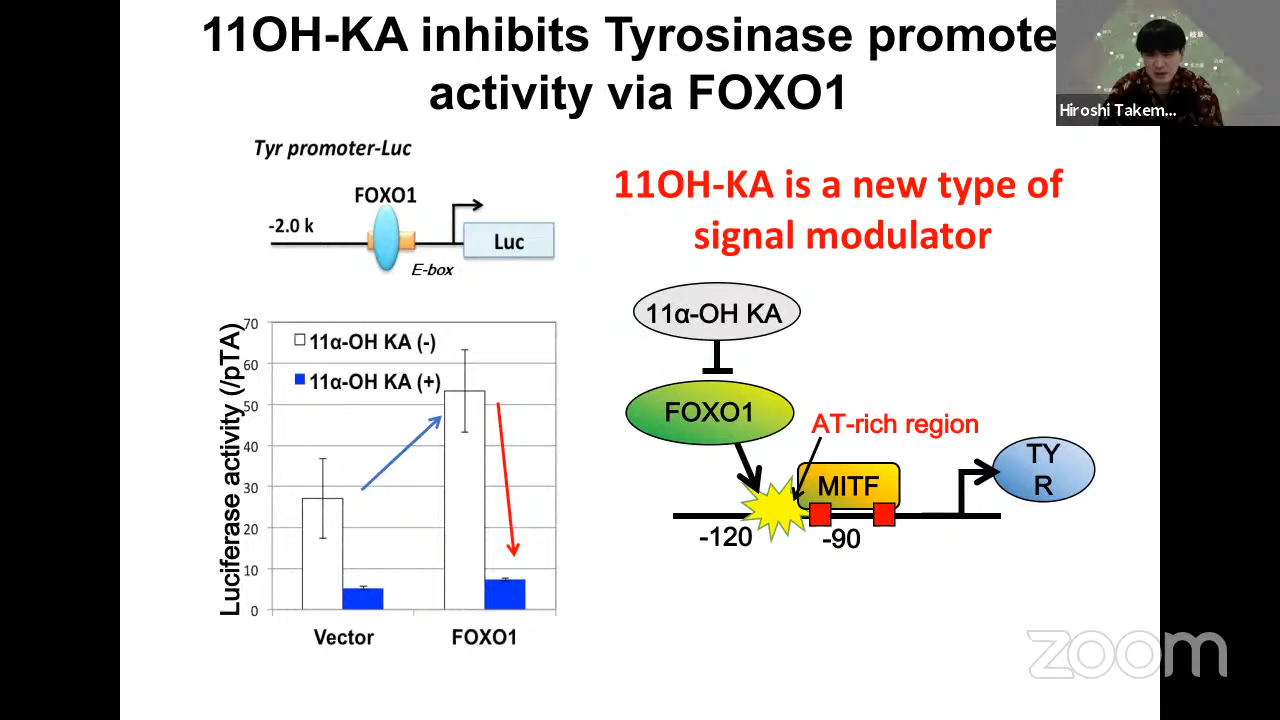 11OH-KA inhibits Tyrosinase promote
activity via FOXO1
Hiroshi Takem...
Tyr promoter-Luc
FOXO1
-2.0 k
Luc
E-box
11OH-KA is a new type of
signal modulator
11α-OH KA
FOXO1
AT-rich region
MITF
TY
R
-120
-90
Luciferase activity (/pTA)
70
60
50
40
30
20
10
0
11α-OH KA (-)
11α-OH KA (+)
Vector
FOXO1
zoom